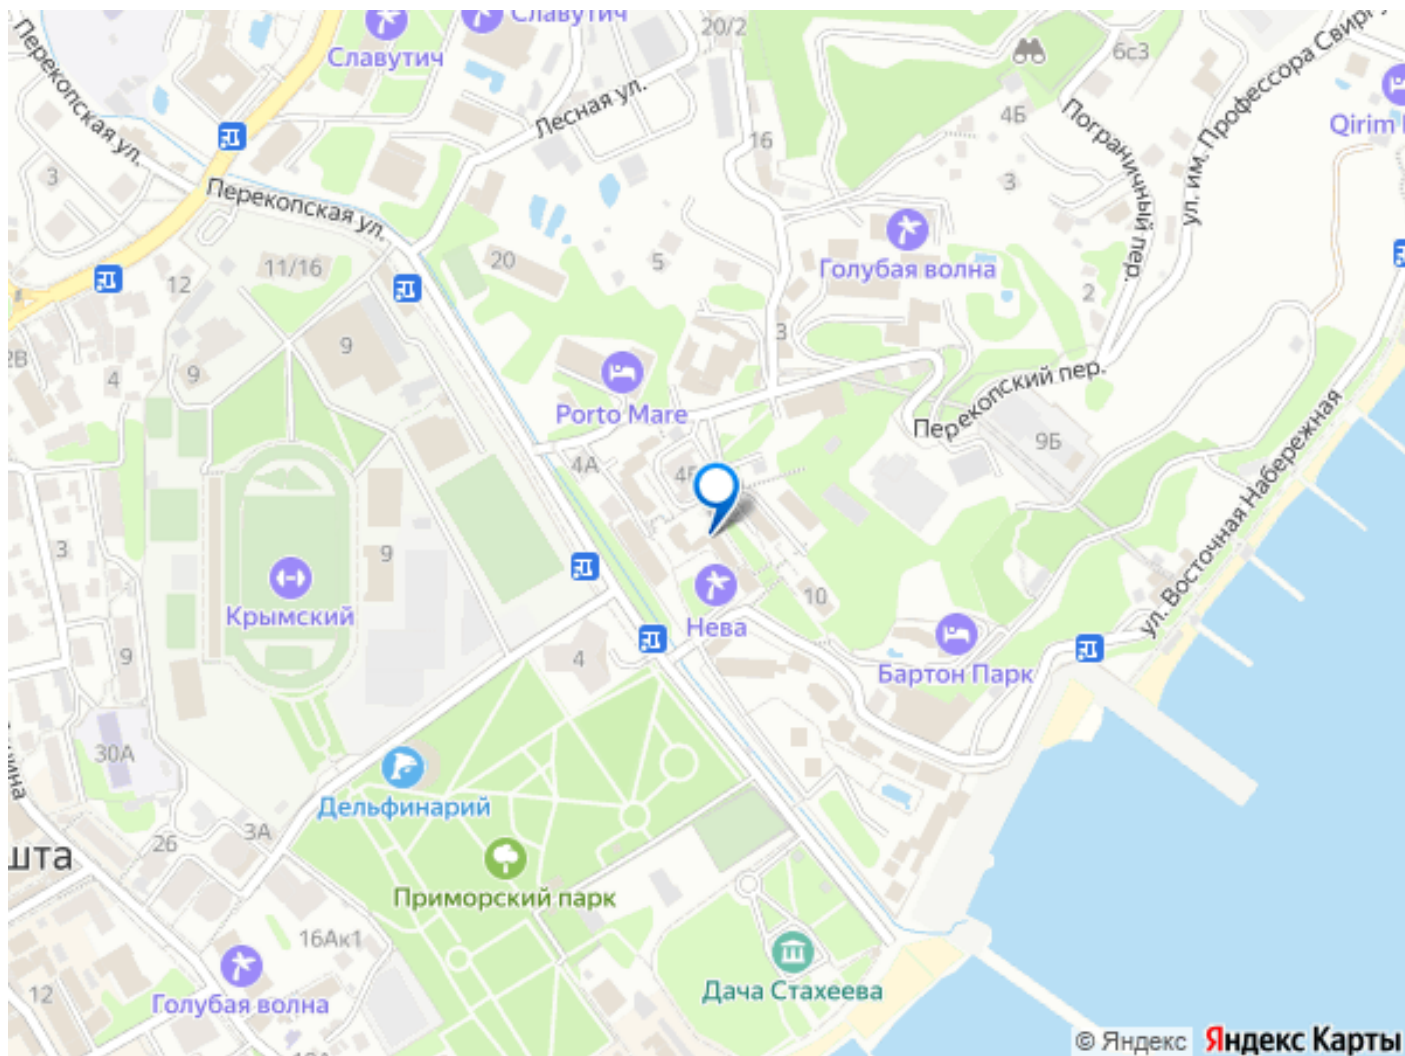 Славутич
Славутич
20/2
6с3
Перекопская ул.
Лесная ул.
ул. им. Профессора Свиргу
Qirim
4Б
16
Пограничный пер.
3
3
Перекопская ул.
Голубая волна
11/16
20
5
12
2
3
9
2В
4
9
Porto Mare
Перекопский пер.
9Б
4А
4Б
ул. Восточная Набережная
3
9
Крымский
Нева
10
9
4
Бартон Парк
30А
Дельфинарий
3А
26
шта
Приморский парк
16Ак1
Голубая волна
Дача Стахеева
12
© Яндекс Яндекс Карты